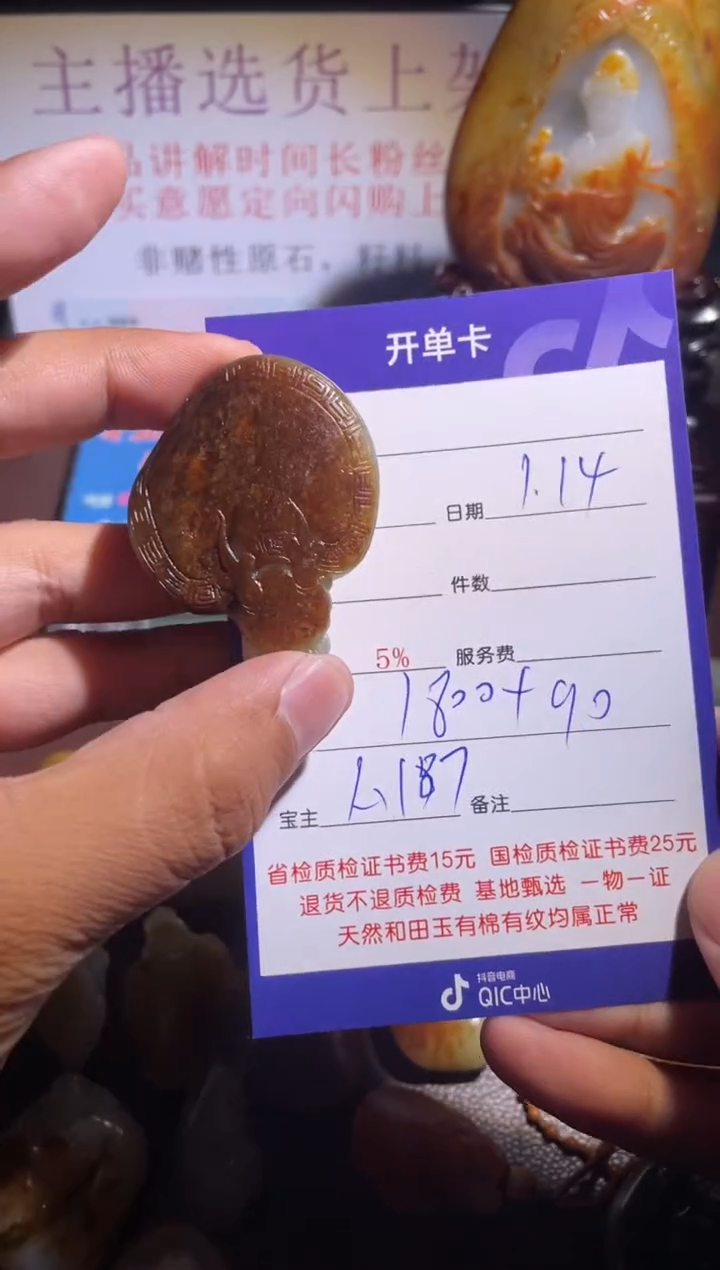 主播选货上架
品讲解时间长粉丝
买意愿定向闪购上
非赌性原石、籽料
开单卡
日期 1.14
件数
5% 服务费
1800+90
宝主 L187 备注
省检质检证书费15元 国检质检证书费25元
退货不退质检费 基地甄选 一物一证
天然和田玉有棉有纹均属正常
抖音电商
QIC中心